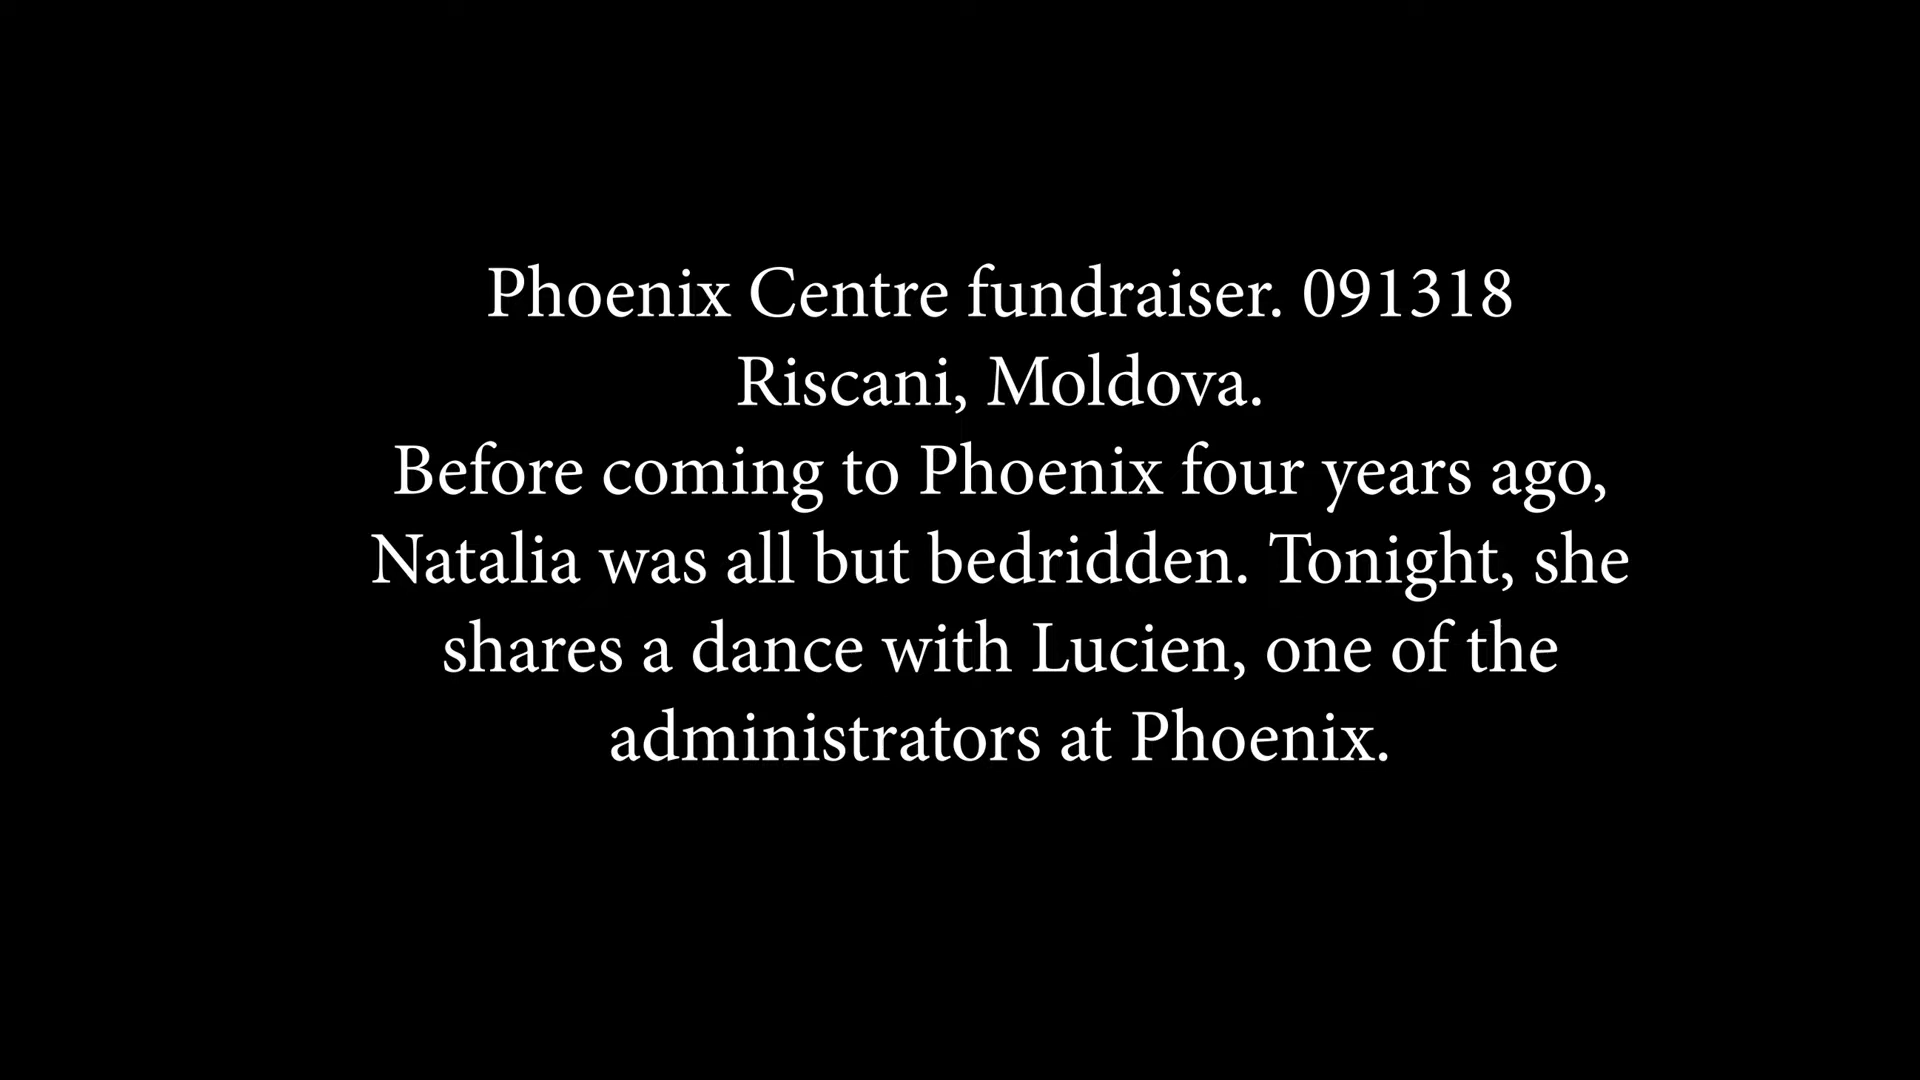 Phoenix Centre fundraiser. 091318
Riscani, Moldova.
Before coming to Phoenix four years ago,
Natalia was all but bedridden. Tonight, she
shares a dance with Lucien, one of the
administrators at Phoenix.